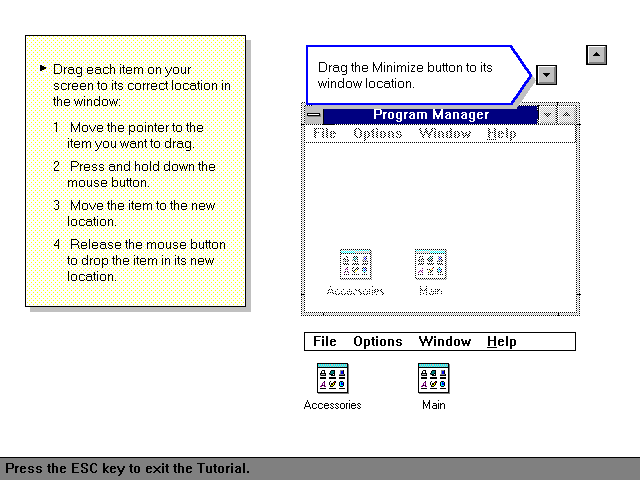 Drag each item on your
screen to its correct location in
the window:
1 Move the pointer to the
item you want to drag.
2 Press and hold down the
mouse button.
3 Move the item to the new
location.
4 Release the mouse button
to drop the item in its new
location.
Drag the Minimize button to its
window location.
Program Manager
File Options Window Help
Accessories Main
File Options Window Help
Accessories Main
Press the ESC key to exit the Tutorial.